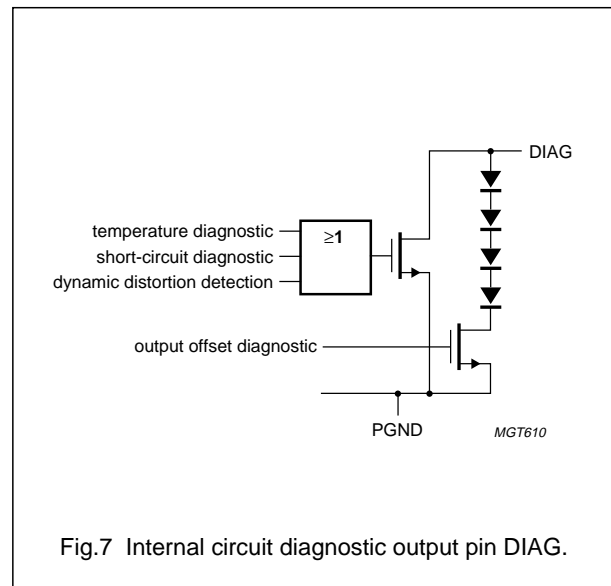 DIAG
temperature diagnostic
≥1
short-circuit diagnostic
dynamic distortion detection
output offset diagnostic
PGND
MGT610
Fig.7 Internal circuit diagnostic output pin DIAG.